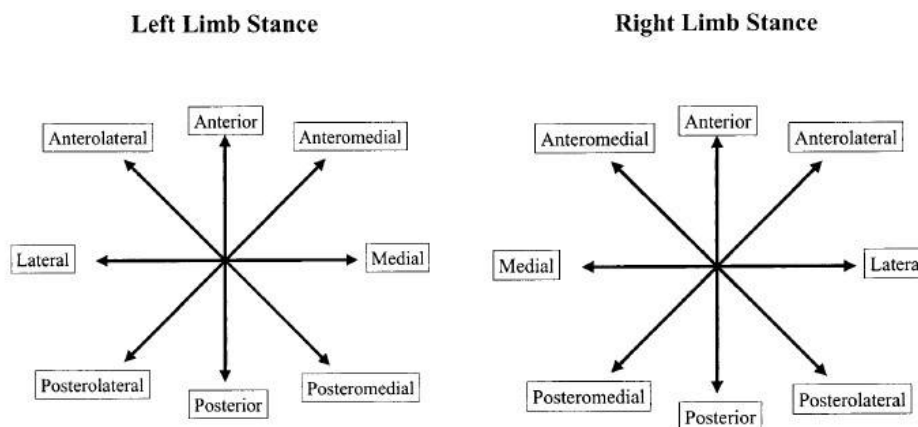 Left Limb Stance
Anterior
Anterolateral
Anteromedial
Lateral
Medial
Posterolateral
Posteromedial
Posterior
Right Limb Stance
Anterior
Anteromedial
Anterolateral
Medial
Lateral
Posteromedial
Posterolateral
Posterior